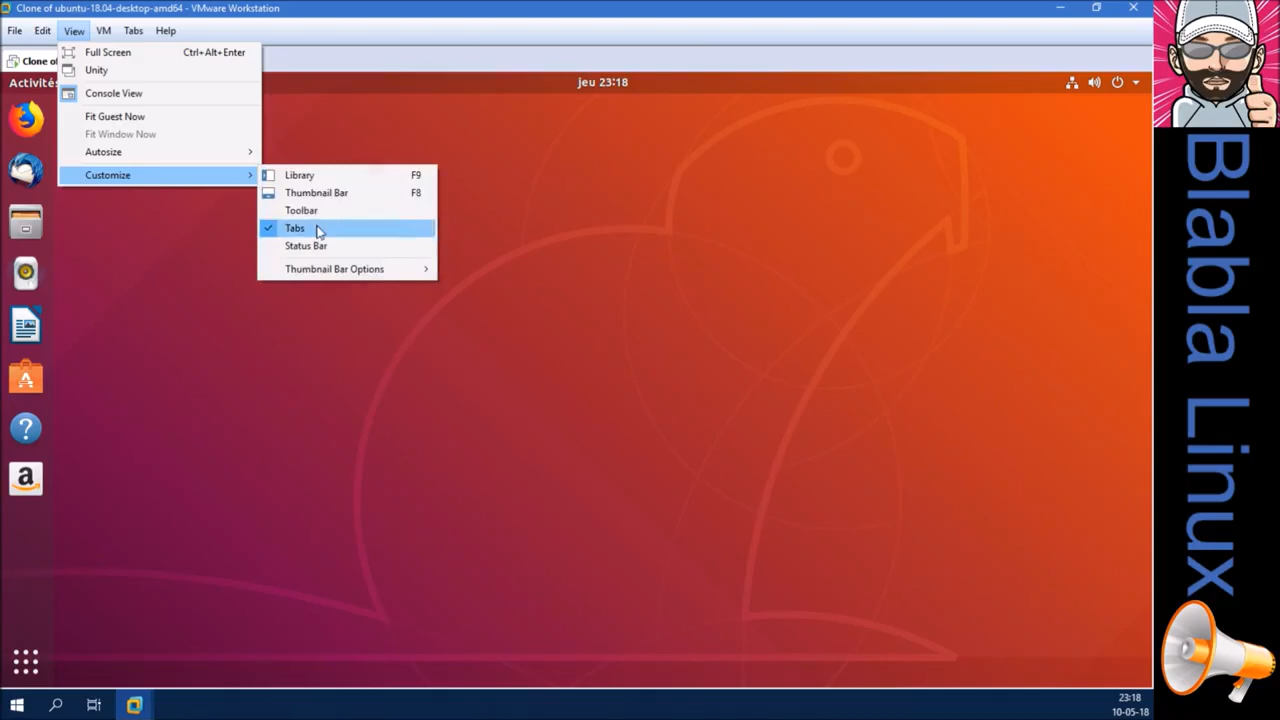 Clone of ubuntu-18.04-desktop-amd64 - VMware Workstation
File Edit View VM Tabs Help
Full Screen Ctrl+Alt+Enter
Clone of
Unity
Activités
jeu 23:18
Console View
Fit Guest Now
Fit Window Now
Autosize
Customize
Library F9
Thumbnail Bar F8
Toolbar
Tabs
Status Bar
Thumbnail Bar Options
Blabla Linux
23:18
10-05-18